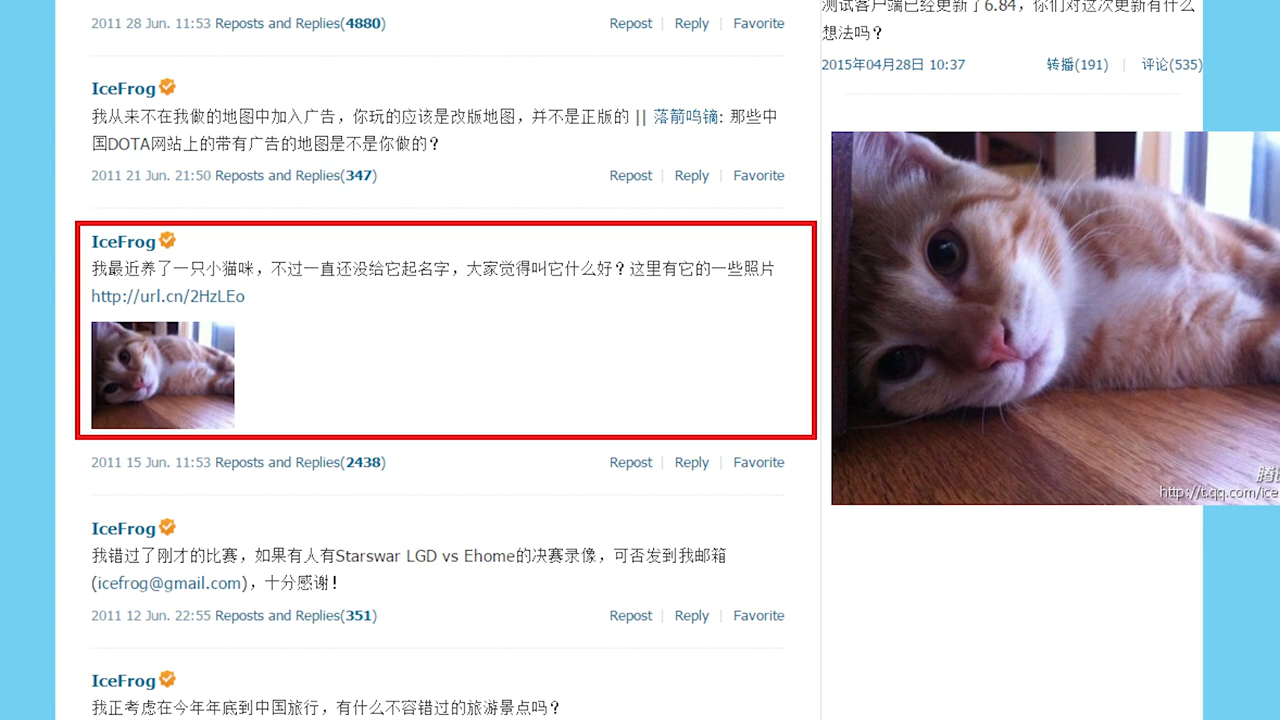 2011 28 Jun. 11:53 Reposts and Replies(4880) Repost | Reply | Favorite
IceFrog
我从来不在我做的地图中加入广告，你玩的应该是改版地图，并不是正版的 || 落箭鸣镝: 那些中
国DOTA网站上的带有广告的地图是不是你做的？
2011 21 Jun. 21:50 Reposts and Replies(347) Repost | Reply | Favorite
IceFrog
我最近养了一只小猫咪，不过一直还没给它起名字，大家觉得叫它什么好？这里有它的一些照片
http://url.cn/2HzLEo
2011 15 Jun. 11:53 Reposts and Replies(2438) Repost | Reply | Favorite
IceFrog
我错过了刚才的比赛，如果有人有Starswar LGD vs Ehome的决赛录像，可否发到我邮箱
(icefrog@gmail.com)，十分感谢！
2011 12 Jun. 22:55 Reposts and Replies(351) Repost | Reply | Favorite
IceFrog
我正考虑在今年年底到中国旅行，有什么不容错过的旅游景点吗？
测试客户端已经更新了6.84，你们对这次更新有什么
想法吗？
2015年04月28日 10:37 转播(191) | 评论(535)
腾
http://t.qq.com/ice